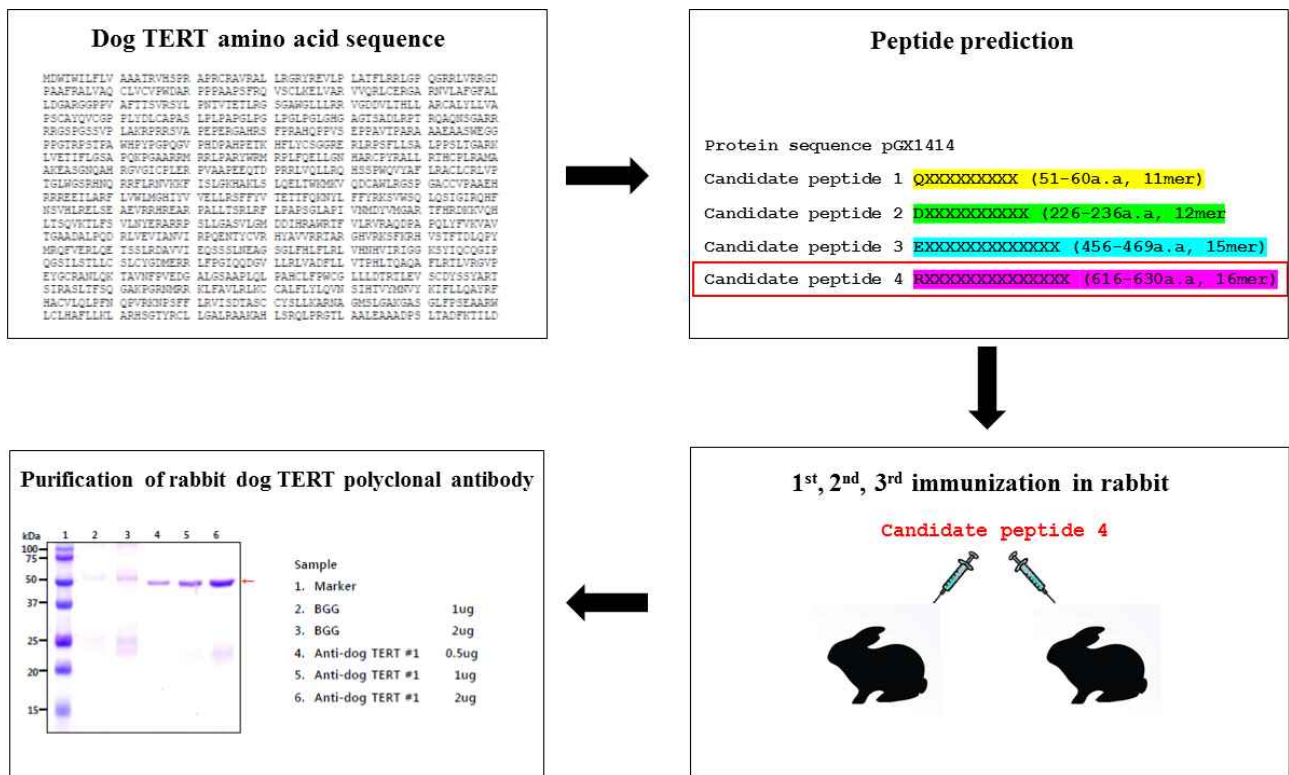 Dog TERT amino acid sequence
MDWTWILFLV AAATRVHSPR APRCRAVRAL LRGRYREVLP LATFLRRLGP QGRRLVRRGD
PAAFRALVAQ CLVCVPWDAR PPPAAPSFRQ VSCLKELVAR VVQRLCERGA RNVLAFGFAL
LDGARGGPPV AFTTSVRSYL PNTVTETLRG SGAWGLLLRR VGDDVLTHLL ARCALYLLVA
PSCAYQVCGP PLYDLCAPAS LPLPAPGLPG LPGLPGLGHG AGTSADLRPT RQAQNSGARR
RRGSPGSSVP LAKRPRRSVA PEPERGAHRS FPRAHQPPVS EPPAVTPARA AAEAASWEGG
PPGTRPSTPA WHPYPGPQGV PHDPAHPETK HFLYCSGGRE RLRPSFLLSA LPPSLTGARK
LVETIFLGSA PQKPGAARRM RRLPARYWRM RPLFQELLGN HARCPYRALL RTHCPLRAMA
AKEASGNQAH RGVGICPLER PVAAPEEQTD PRRLVQLLRQ HSSPWQVYAF LRACLCRLVP
TGLWGSRHNQ RRFLRNVKKF ISLGKHAKLS LQELTWKMKV QDCAWLRGSP GACCVPAAEH
RRREEILARF LVWLMGHIYV VELLRSFFYV TETTFQKNYL FFYRKSVWSQ LQSIGIRQHF
NSVHLRELSE AEVRRHREAR PALLTSRLRF LPAPSGLAPI VNMDYVMGAR TFHRDKKVQH
LTSQVKTLFS VLNYERARRP SLLGASVLGM DDIHRAWRTF VLRVRAQDPA PQLYFVKVAV
TGAADALPQD RLVEVIANVI RPQENTYCVR HYAVVRRTAR GHVRKSFKRH VSTFTDLQPY
MRQFVERLQE TSSLRDAVVI EQSSSLNEAG SGLFHLFLRL VHNHVIRIGG KSYIQCQGIP
QGSILSTLLC SLCYGDMERR LFPGIQQDGV LLRLVADFLL VTPHLTQAQA FLRTLVRGVP
EYGCRANLQK TAVNFPVEDG ALGSAAPLQL PAHCLFPWCG LLLDTRTLEV SCDYSSYART
SIRASLTFSQ GAKPGRNMRR KLFAVLRLKC CALFLYLQVN SIHTVYMNVY KIFLLQAYRF
HACVLQLPFN QPVRKNPSFF LRVISDTASC CYSLLKARNA GMSLGAKGAS GLFPSEAARW
LCLHAFLLKL ARHSGTYRCL LGALRAAKAH LSRQLPRGTL AALEAAADPS LTADFKTILD
Peptide prediction
Protein sequence pGX1414
Candidate peptide 1 QXXXXXXXXX (51-60a.a, 11mer)
Candidate peptide 2 DXXXXXXXXXX (226-236a.a, 12mer
Candidate peptide 3 EXXXXXXXXXXXXX (456-469a.a, 15mer)
Candidate peptide 4 RXXXXXXXXXXXXXX (616-630a.a, 16mer)
Purification of rabbit dog TERT polyclonal antibody
kDa 1 2 3 4 5 6
100
75
50
37
25
20
15
Sample
1. Marker
2. BGG 1ug
3. BGG 2ug
4. Anti-dog TERT #1 0.5ug
5. Anti-dog TERT #1 1ug
6. Anti-dog TERT #1 2ug
1st, 2nd, 3rd immunization in rabbit
Candidate peptide 4